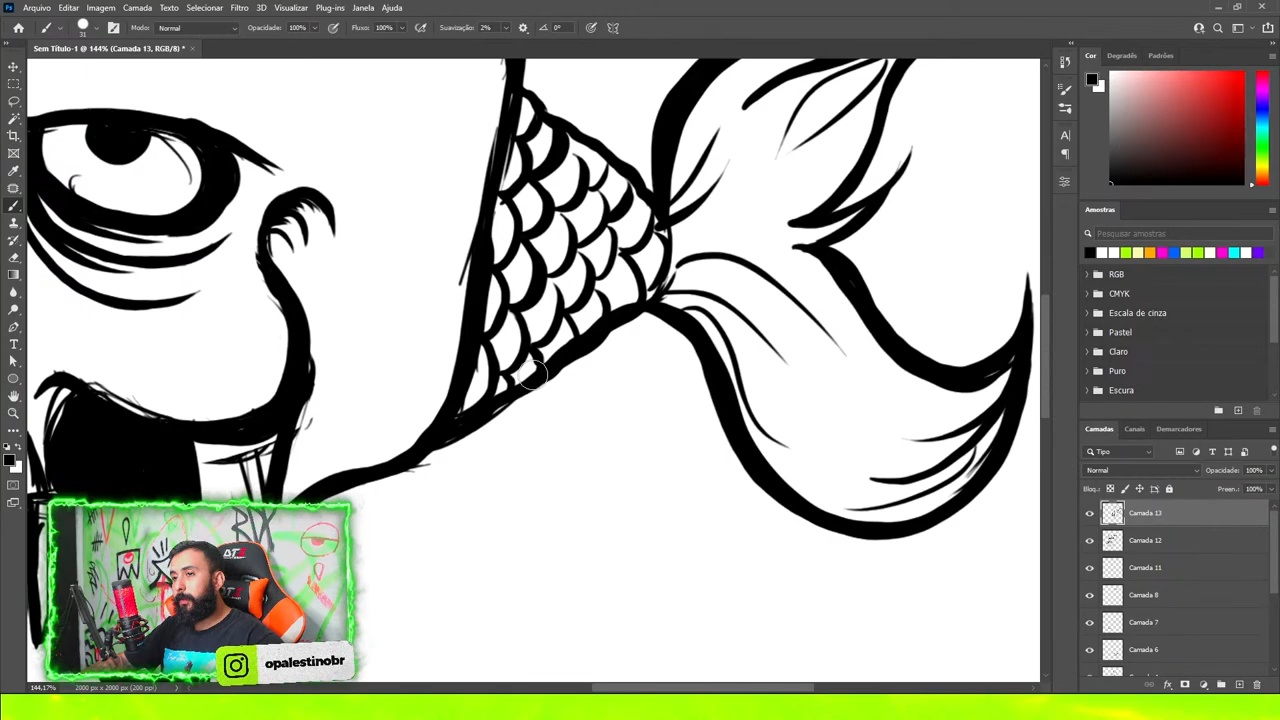 Ps Arquivo Editar Imagem Camada Texto Selecionar Filtro 3D Visualizar Plug-ins Janela Ajuda
31 Modo: Normal Opacidade: 100% Fluxo: 100% Suavização: 2% 0°
Sem Título-1 @ 144% (Camada 13, RGB/8) * ×
Cor Degradês Padrões
Amostras
Pesquisar amostras
RGB
CMYK
Escala de cinza
Pastel
Claro
Puro
Escura
Camadas Canais Demarcadores
Tipo
Normal Opacidade: 100%
Bloq.: Preen.: 100%
Camada 13
Camada 12
Camada 11
Camada 8
Camada 7
Camada 6
opalestinobr
144,17% 2000 px x 2000 px (200 ppi)